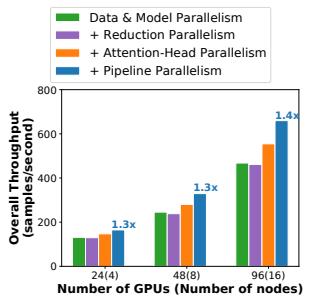 Data & Model Parallelism
+ Reduction Parallelism
+ Attention-Head Parallelism
+ Pipeline Parallelism
Overall Throughput
(samples/second)
800
600
400
200
0
1.3x
1.3x
1.4x
24(4)
48(8)
96(16)
Number of GPUs (Number of nodes)